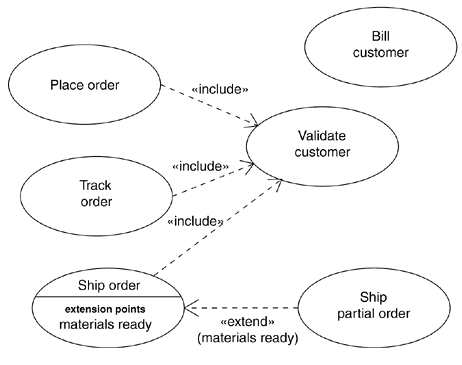 Bill
customer
Place order
«include»
Validate
customer
«include»
Track
order
«include»
Ship order
extension points
materials ready
«extend»
(materials ready)
Ship
partial order